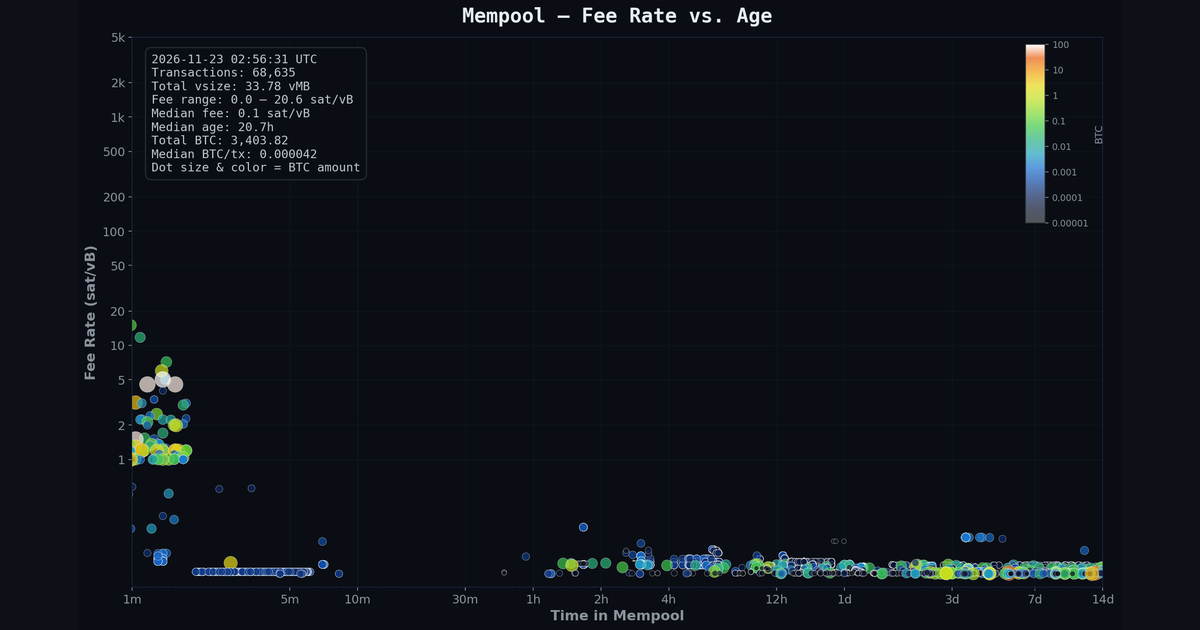 Mempool — Fee Rate vs. Age
2026-11-23 02:56:31 UTC
Transactions: 68,635
Total vsize: 33.78 vMB
Fee range: 0.0 — 20.6 sat/vB
Median fee: 0.1 sat/vB
Median age: 20.7h
Total BTC: 3,403.82
Median BTC/tx: 0.000042
Dot size & color = BTC amount
100
10
1
0.1
0.01
0.001
0.0001
0.00001
BTC
5k
2k
1k
500
200
100
50
20
10
5
2
1
Fee Rate (sat/vB)
1m 5m 10m 30m 1h 2h 4h 12h 1d 3d 7d 14d
Time in Mempool